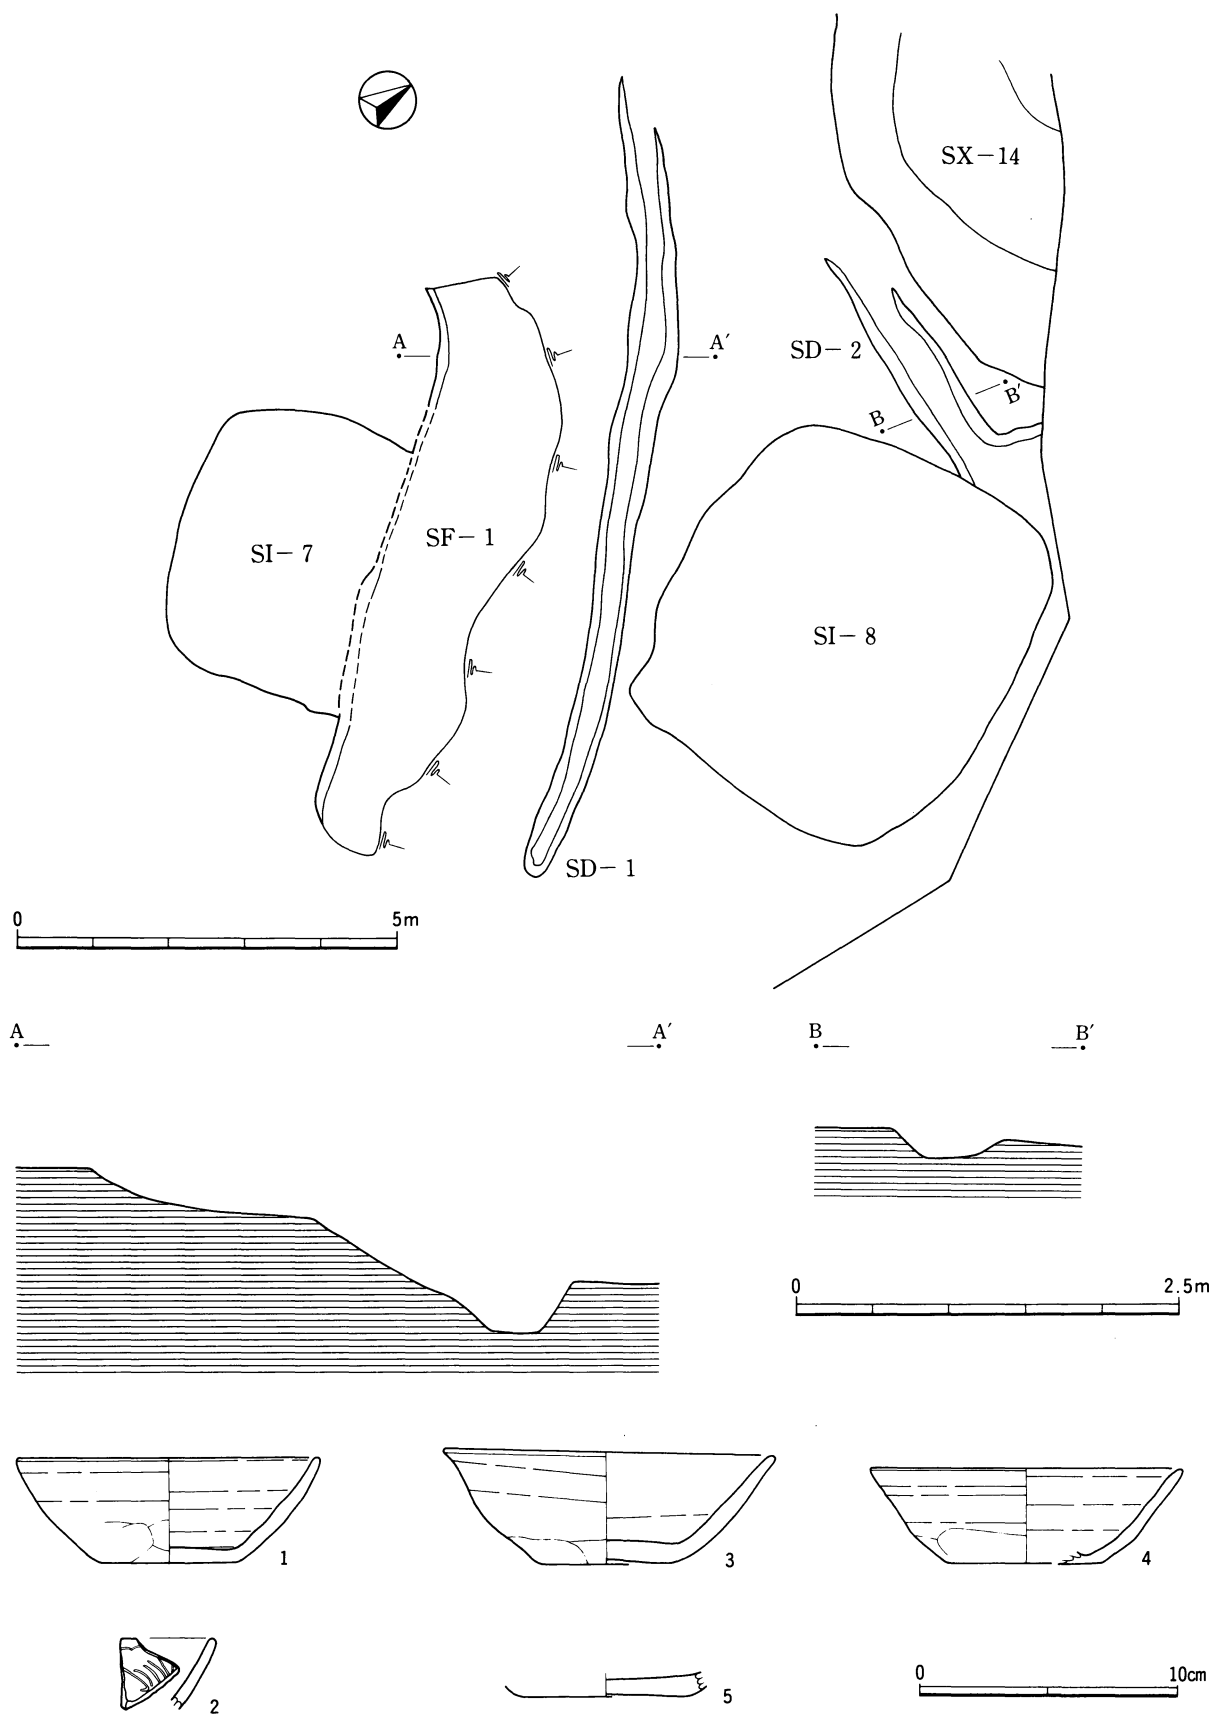 SX－14
A
A′
SD－2
B
B′
SF－1
SI－7
SI－8
SD－1
0 5m
A A′
B B′
0 2.5m
1
3
4
2
5
0 10cm